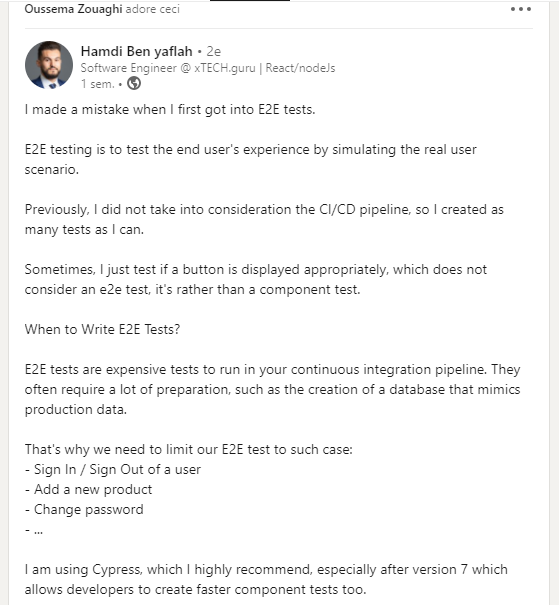 Oussema Zouaghi adore ceci
Hamdi Ben yaflah • 2e
Software Engineer @ xTECH.guru | React/nodeJs
1 sem. •
I made a mistake when I first got into E2E tests.
E2E testing is to test the end user's experience by simulating the real user
scenario.
Previously, I did not take into consideration the CI/CD pipeline, so I created as
many tests as I can.
Sometimes, I just test if a button is displayed appropriately, which does not
consider an e2e test, it's rather than a component test.
When to Write E2E Tests?
E2E tests are expensive tests to run in your continuous integration pipeline. They
often require a lot of preparation, such as the creation of a database that mimics
production data.
That's why we need to limit our E2E test to such case:
- Sign In / Sign Out of a user
- Add a new product
- Change password
- ...
I am using Cypress, which I highly recommend, especially after version 7 which
allows developers to create faster component tests too.